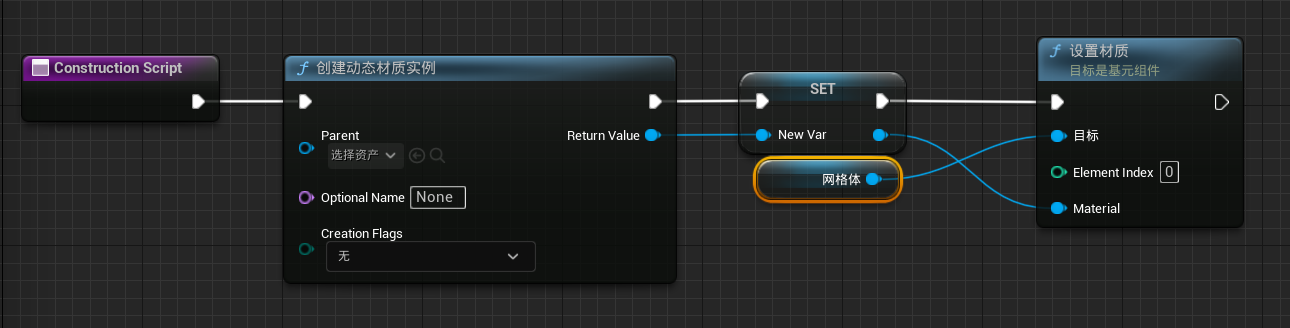 Construction Script
创建动态材质实例
Parent
选择资产
Optional Name
None
Creation Flags
无
Return Value
SET
New Var
网格体
设置材质
目标是基元组件
目标
Element Index
0
Material